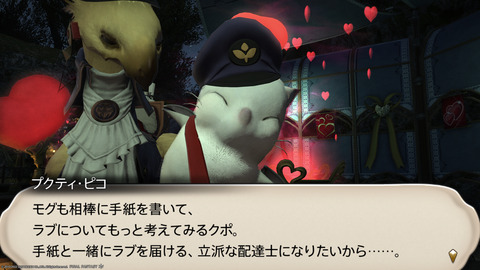 プクティ・ピコ
モグも相棒に手紙を書いて、
ラブについてもっと考えてみるクポ。
手紙と一緒にラブを届ける、立派な配達士になりたいから……。